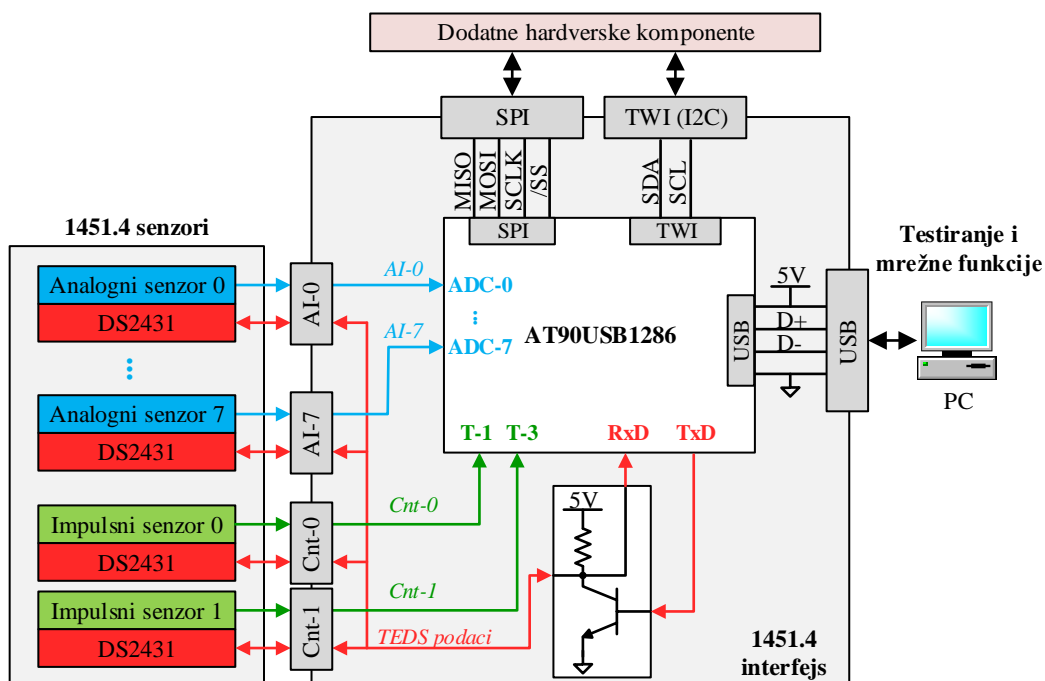 Dodatne hardverske komponente
SPI
TWI (I2C)
MISO
MOSI
SCLK
/SS
SDA
SCL
SPI
TWI
1451.4 senzori
Analogni senzor 0
DS2431
...
Analogni senzor 7
DS2431
Impulsni senzor 0
DS2431
Impulsni senzor 1
DS2431
AI-0
AI-7
Cnt-0
Cnt-1
AI-0
AI-7
Cnt-0
Cnt-1
TEDS podaci
ADC-0
...
ADC-7
AT90USB1286
T-1
T-3
RxD
TxD
USB
5V
D+
D-
USB
5V
1451.4
interfejs
Testiranje i
mrežne funkcije
PC